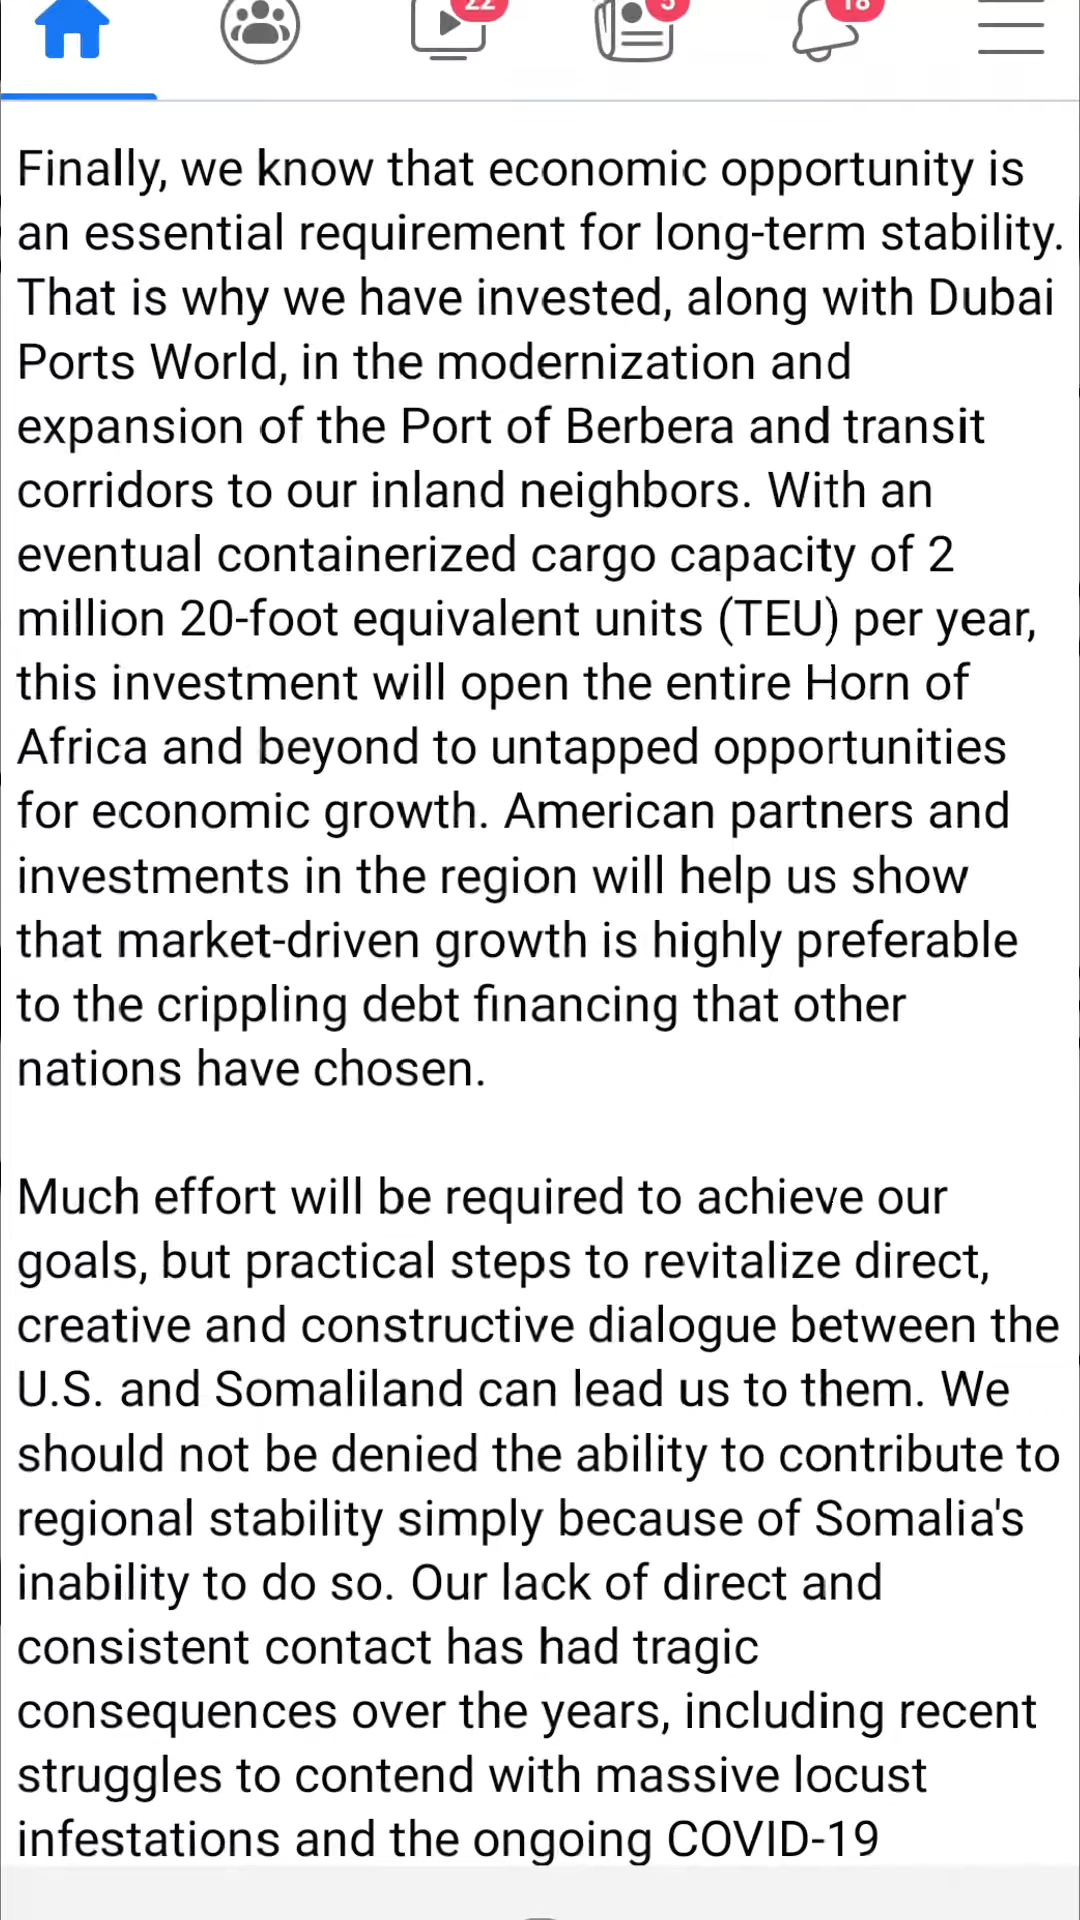 22
5
18
Finally, we know that economic opportunity is
an essential requirement for long-term stability.
That is why we have invested, along with Dubai
Ports World, in the modernization and
expansion of the Port of Berbera and transit
corridors to our inland neighbors. With an
eventual containerized cargo capacity of 2
million 20-foot equivalent units (TEU) per year,
this investment will open the entire Horn of
Africa and beyond to untapped opportunities
for economic growth. American partners and
investments in the region will help us show
that market-driven growth is highly preferable
to the crippling debt financing that other
nations have chosen.
Much effort will be required to achieve our
goals, but practical steps to revitalize direct,
creative and constructive dialogue between the
U.S. and Somaliland can lead us to them. We
should not be denied the ability to contribute to
regional stability simply because of Somalia's
inability to do so. Our lack of direct and
consistent contact has had tragic
consequences over the years, including recent
struggles to contend with massive locust
infestations and the ongoing COVID-19